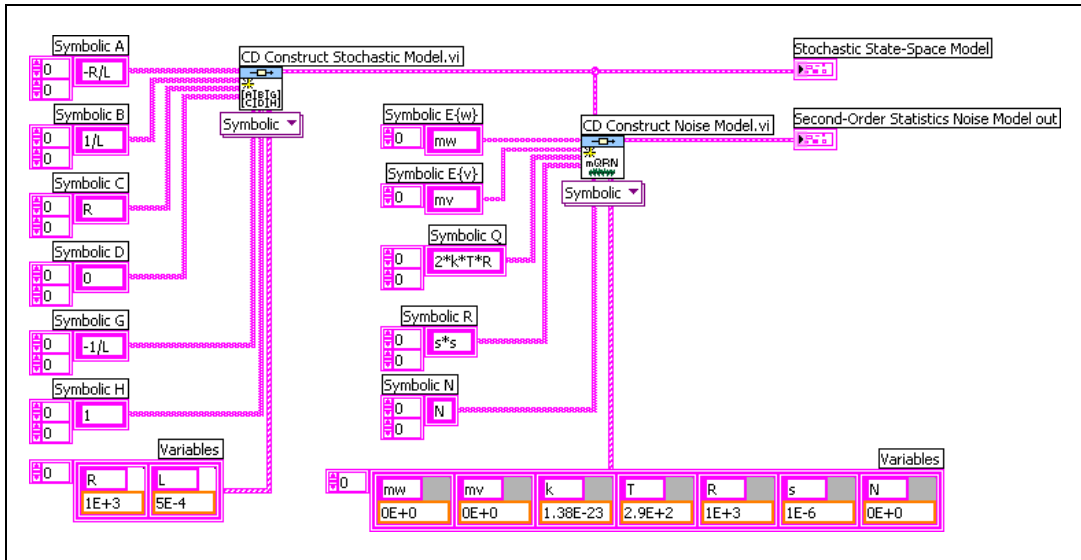 Symbolic A
0
0
-R/L
CD Construct Stochastic Model.vi
[A|B|G]
[C|D|H]
Symbolic
Stochastic State-Space Model
Symbolic B
0
0
1/L
Symbolic E{w}
0
mw
CD Construct Noise Model.vi
mQRN
Symbolic
Second-Order Statistics Noise Model out
Symbolic C
0
0
R
Symbolic E{v}
0
mv
Symbolic D
0
0
0
Symbolic Q
0
0
2*k*T*R
Symbolic G
0
0
-1/L
Symbolic R
0
0
s*s
Symbolic H
0
0
1
Symbolic N
0
0
N
Variables
0
R L
1E+3 5E-4
Variables
0
mw mv k T R s N
0E+0 0E+0 1.38E-23 2.9E+2 1E+3 1E-6 0E+0